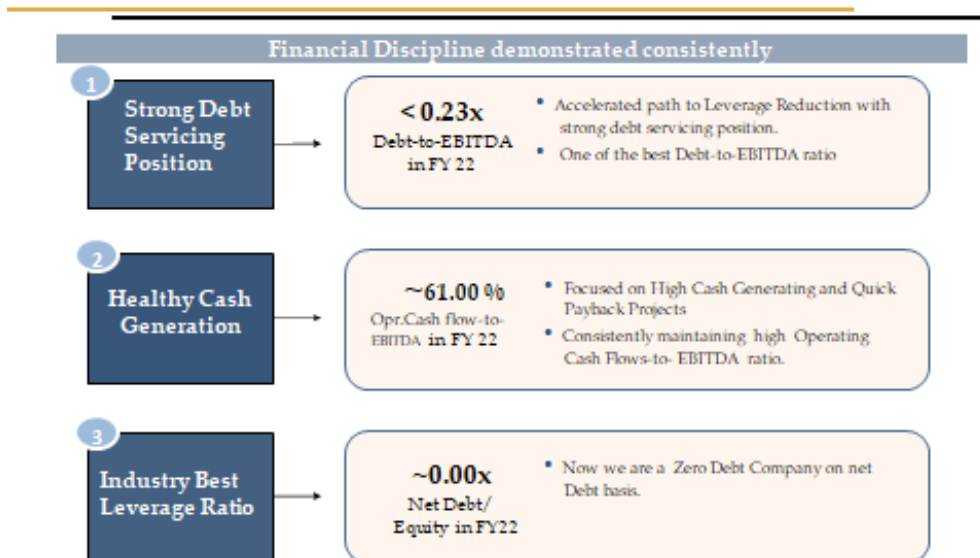 Financial Discipline demonstrated consistently
1
Strong Debt
Servicing
Position
< 0.23x
Debt-to-EBITDA
in FY 22
• Accelerated path to Leverage Reduction with
strong debt servicing position.
• One of the best Debt-to-EBITDA ratio
2
Healthy Cash
Generation
~61.00 %
Opr.Cash flow-to-
EBITDA in FY 22
• Focused on High Cash Generating and Quick
Payback Projects
• Consistently maintaining high Operating
Cash Flows-to- EBITDA ratio.
3
Industry Best
Leverage Ratio
~0.00x
Net Debt/
Equity in FY22
• Now we are a Zero Debt Company on net
Debt basis.